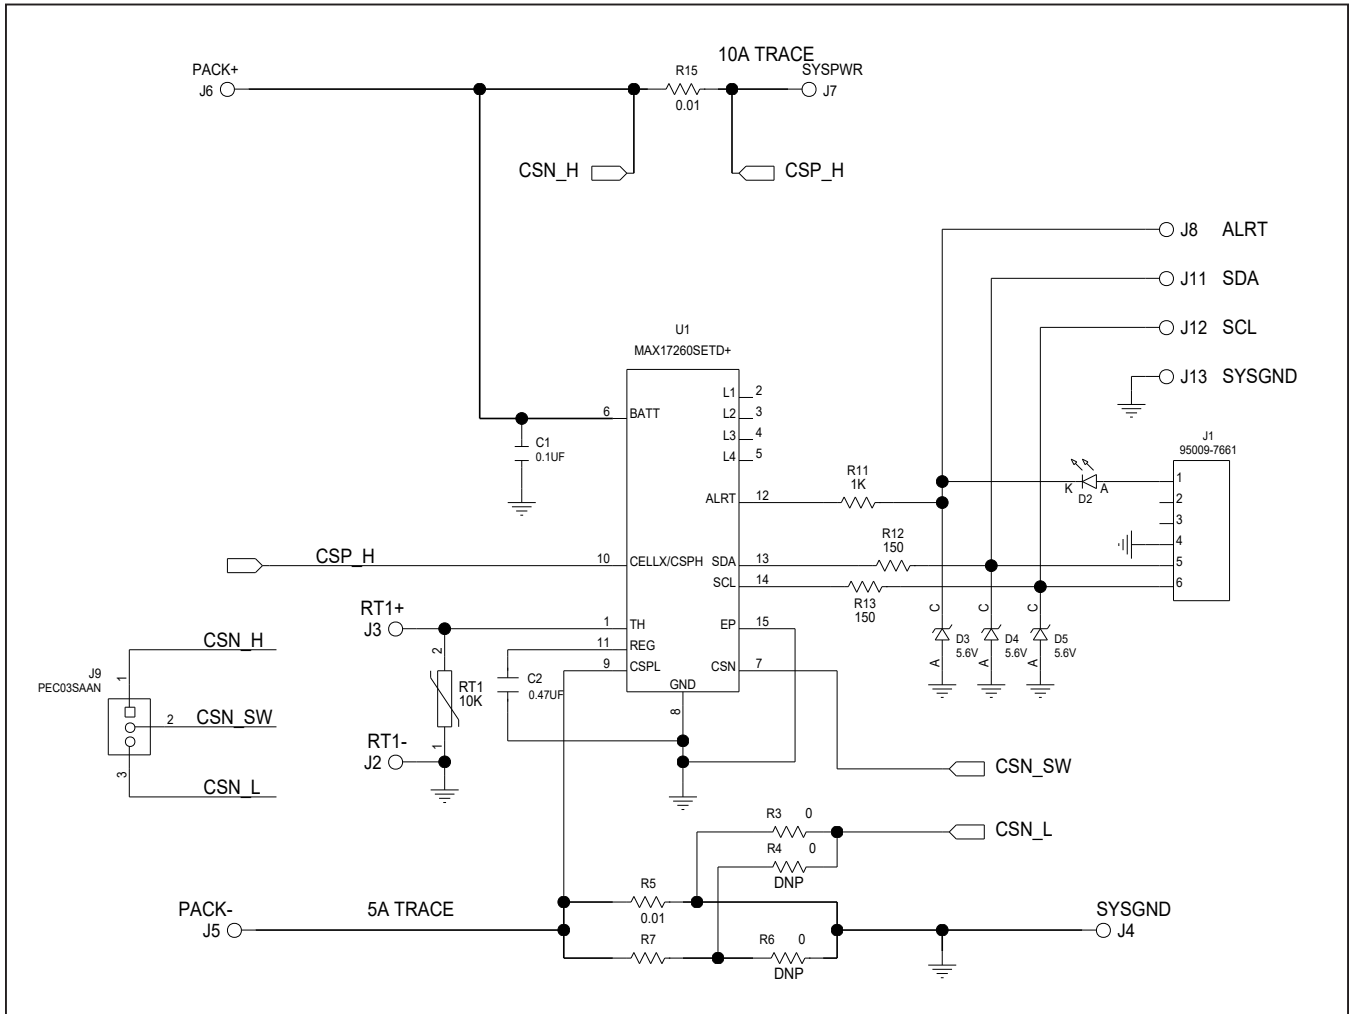 10A TRACE
PACK+
J6
R15
0.01
SYSPWR
J7
CSN_H
CSP_H
J8 ALRT
J11 SDA
J12 SCL
J13 SYSGND
U1
MAX17260SETD+
L1 2
L2 3
L3 4
L4 5
6 BATT
C1
0.1UF
ALRT 12
R11
1K
K A
D2
J1
95009-7661
1
2
3
4
5
6
CSP_H
10 CELLX/CSPH
SDA 13
R12
150
SCL 14
R13
150
RT1+
J3
1 TH
EP 15
11 REG
9 CSPL
CSN 7
GND
8
C D3 5.6V A
C D4 5.6V A
C D5 5.6V A
2
RT1
10K
1
C2
0.47UF
RT1-
J2
J9
PEC03SAAN
1 CSN_H
2 CSN_SW
3 CSN_L
CSN_SW
R3 0
CSN_L
R4 0
DNP
PACK-
J5
5A TRACE
R5
0.01
R7
R6 0
DNP
SYSGND
J4